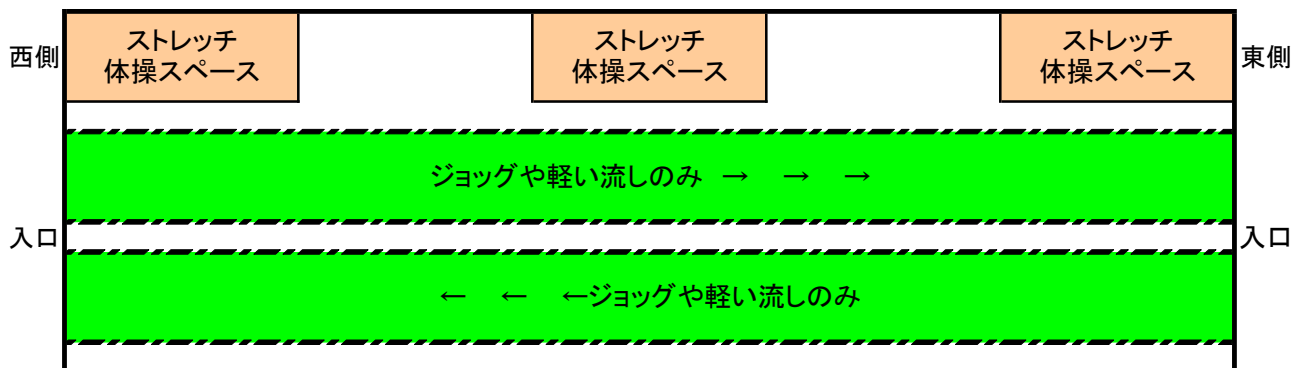 西側
ストレッチ
体操スペース
ストレッチ
体操スペース
ストレッチ
体操スペース
東側
ジョッグや軽い流しのみ → → →
入口
入口
← ← ←ジョッグや軽い流しのみ